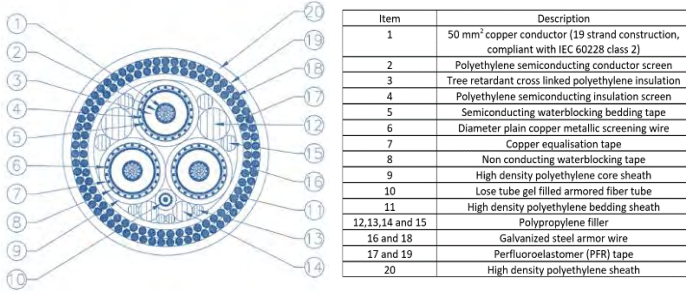 1
2
3
4
5
6
7
8
9
10
20
19
18
17
12
15
16
11
13
14
Item Description
1 50 mm² copper conductor (19 strand construction,
compliant with IEC 60228 class 2)
2 Polyethylene semiconducting conductor screen
3 Tree retardant cross linked polyethylene insulation
4 Polyethylene semiconducting insulation screen
5 Semiconducting waterblocking bedding tape
6 Diameter plain copper metallic screening wire
7 Copper equalisation tape
8 Non conducting waterblocking tape
9 High density polyethylene core sheath
10 Lose tube gel filled armored fiber tube
11 High density polyethylene bedding sheath
12,13,14 and 15 Polypropylene filler
16 and 18 Galvanized steel armor wire
17 and 19 Perfluoroelastomer (PFR) tape
20 High density polyethylene sheath